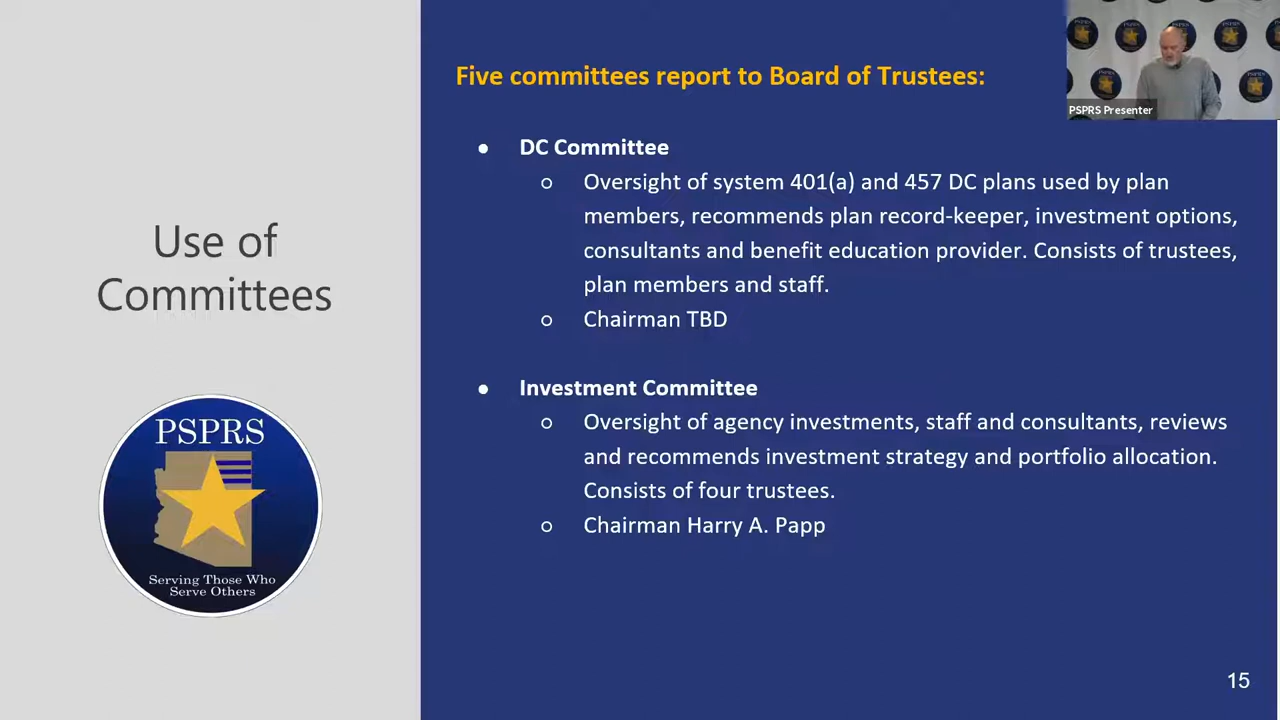 Five committees report to Board of Trustees:
PSPRS Presenter
Use of
Committees
PSPRS
Serving Those Who
Serve Others
● DC Committee
○ Oversight of system 401(a) and 457 DC plans used by plan
members, recommends plan record-keeper, investment options,
consultants and benefit education provider. Consists of trustees,
plan members and staff.
○ Chairman TBD
● Investment Committee
○ Oversight of agency investments, staff and consultants, reviews
and recommends investment strategy and portfolio allocation.
Consists of four trustees.
○ Chairman Harry A. Papp
15